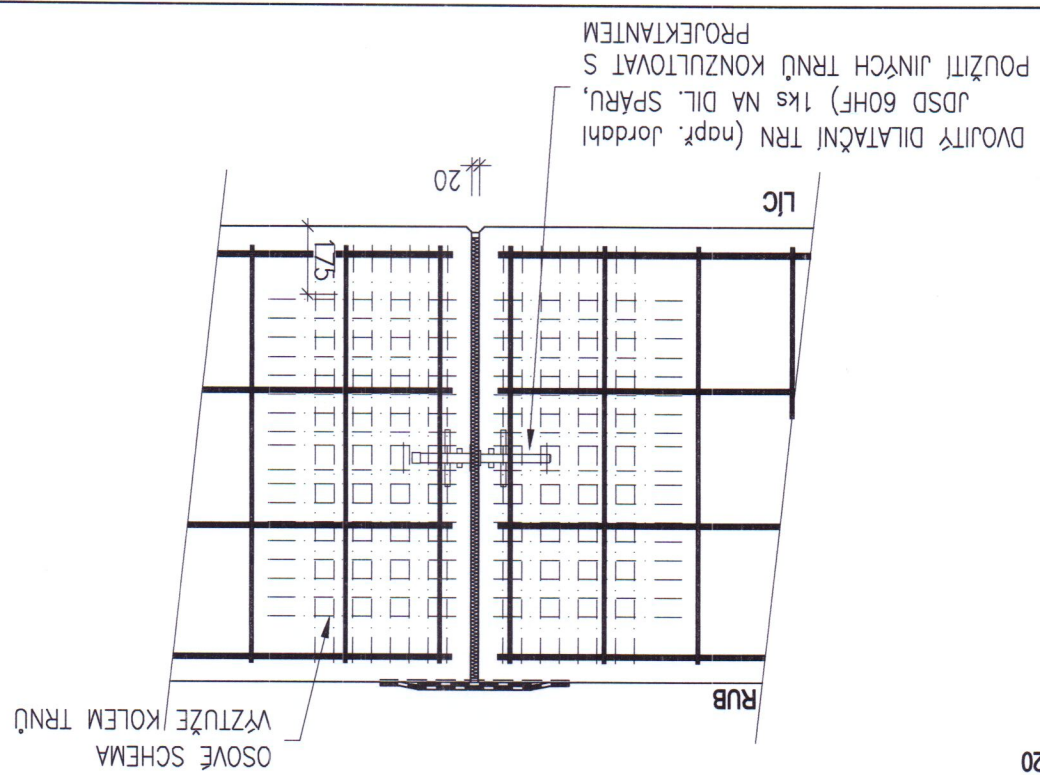 20
OSOVÉ SCHEMA
VÝZTUŽE KOLEM TRNŮ
RUB
175
LÍC
20
DVOJITÝ DILATAČNÍ TRN (např. Jordahl
JDSD 60HF) 1ks NA DIL. SPÁRU,
POUŽITÍ JINÝCH TRNŮ KONZULTOVAT S
PROJEKTANTEM